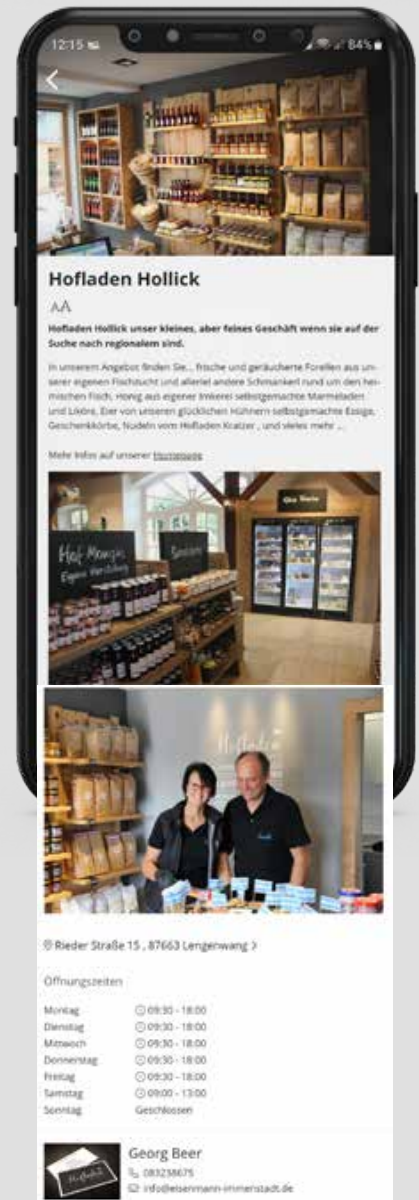 12:15
84%
Hofladen Hollick
AA
Hofladen Hollick unser kleines, aber feines Geschäft wenn sie auf der
Suche nach regionalem sind.
In unserem Angebot finden Sie... frische und geräucherte Forellen aus un-
serer eigenen Fischzucht und allerlei andere Schmankerl rund um den hei-
mischen Fisch, Honig aus eigener Imkerei selbstgemachte Marmeladen
und Liköre, Eier von unseren glücklichen Hühnern selbstgemachte Essige,
Geschenkkörbe, Nudeln vom Hofladen Kratzer , und vieles mehr ...
Mehr Infos auf unserer Homepage
Hof
Eigene Herstellung
Hofladen
Rieder Straße 15 , 87663 Lengenwang >
Öffnungszeiten
Montag 09:30 - 18:00
Dienstag 09:30 - 18:00
Mittwoch 09:30 - 18:00
Donnerstag 09:30 - 18:00
Freitag 09:30 - 18:00
Samstag 09:00 - 13:00
Sonntag Geschlossen
Hofladen
Georg Beer
083238675
info@eisenmann-immenstadt.de